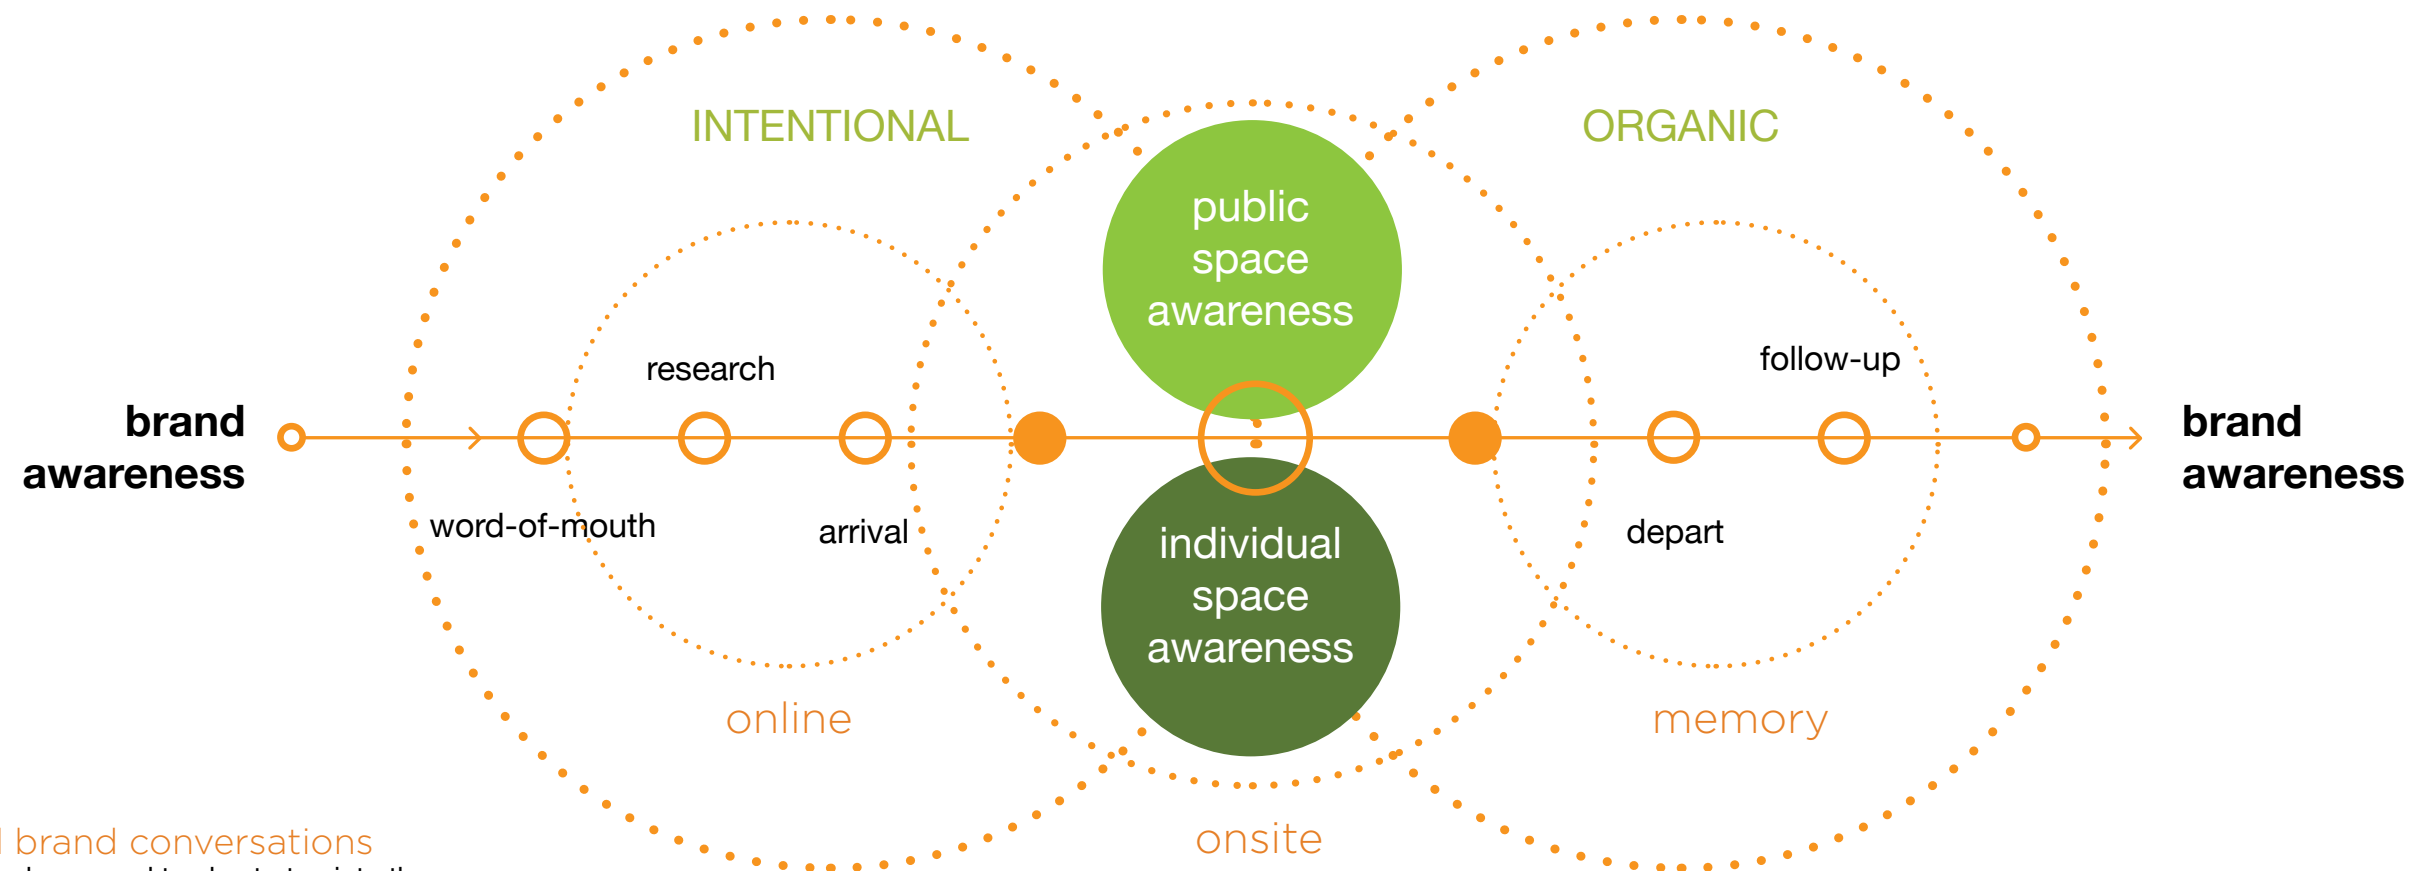 INTENTIONAL
ORGANIC
public
space
awareness
research
follow-up
brand
awareness
brand
awareness
word-of-mouth
arrival
depart
individual
space
awareness
online
memory
onsite
brand conversations